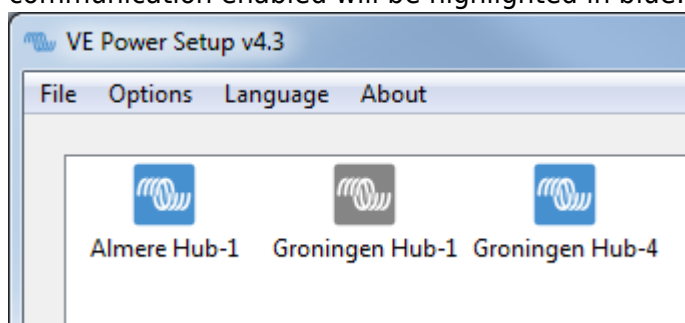 communication enabled will be highlighted in blue.
VE Power Setup v4.3
File Options Language About
Almere Hub-1 Groningen Hub-1 Groningen Hub-4